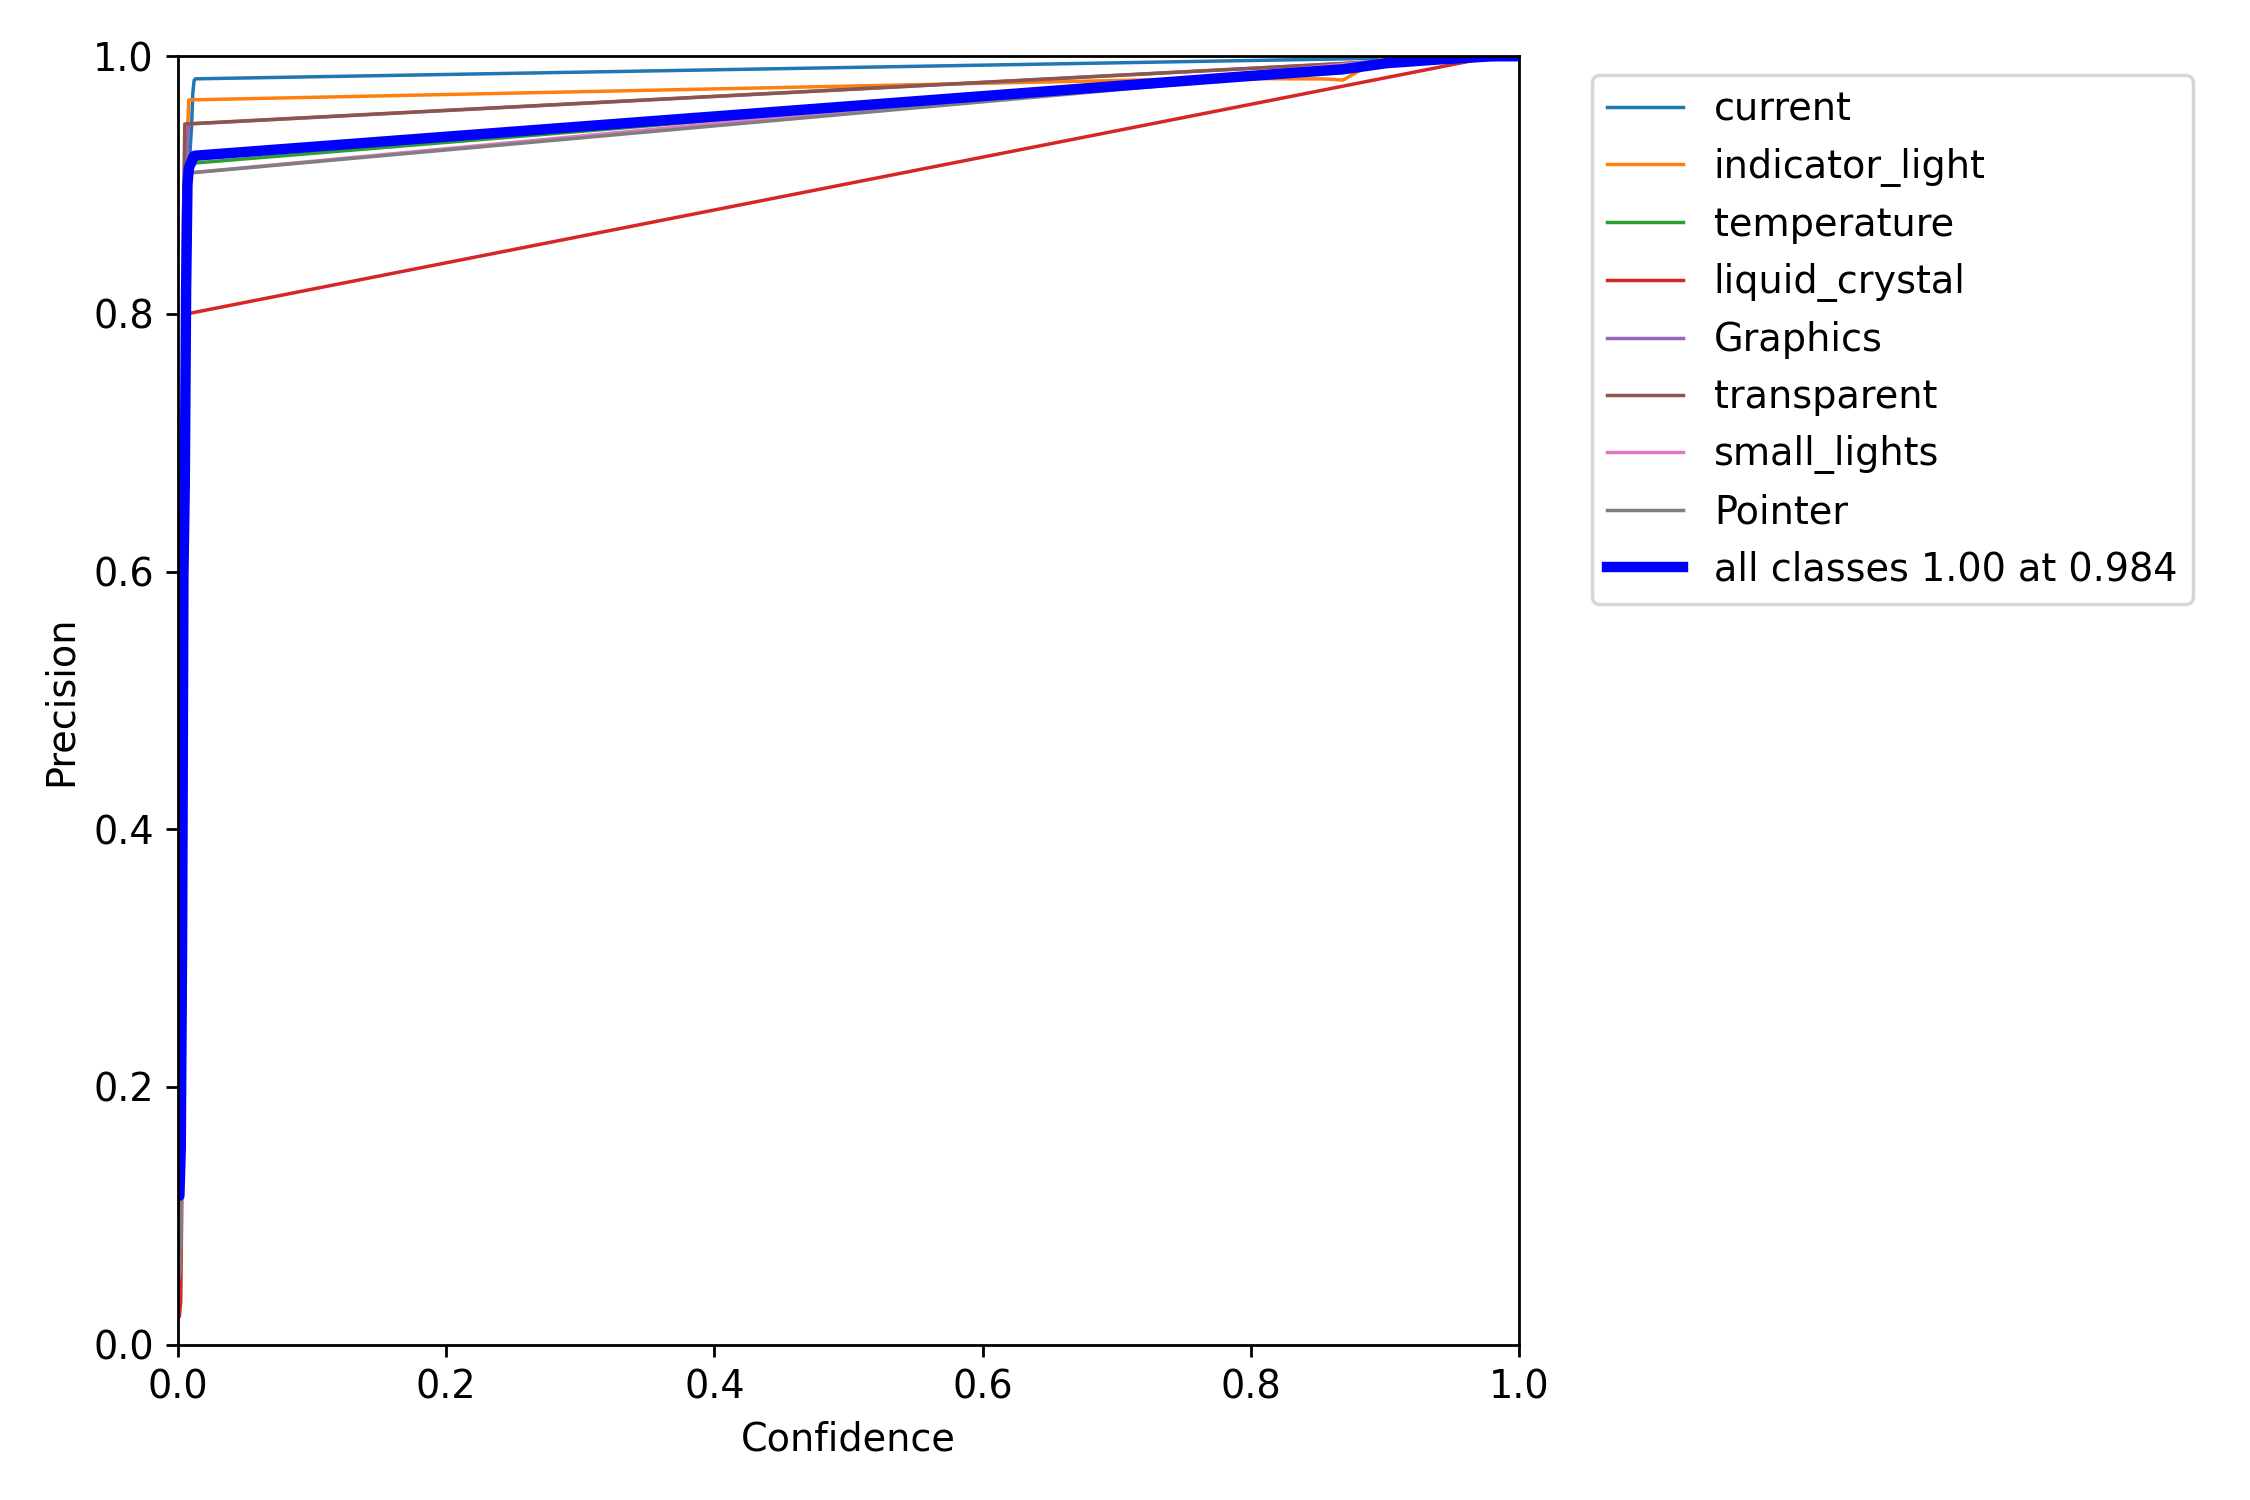 1.0
0.8
0.6
0.4
0.2
0.0
Precision
0.0 0.2 0.4 0.6 0.8 1.0
Confidence
current
indicator_light
temperature
liquid_crystal
Graphics
transparent
small_lights
Pointer
all classes 1.00 at 0.984